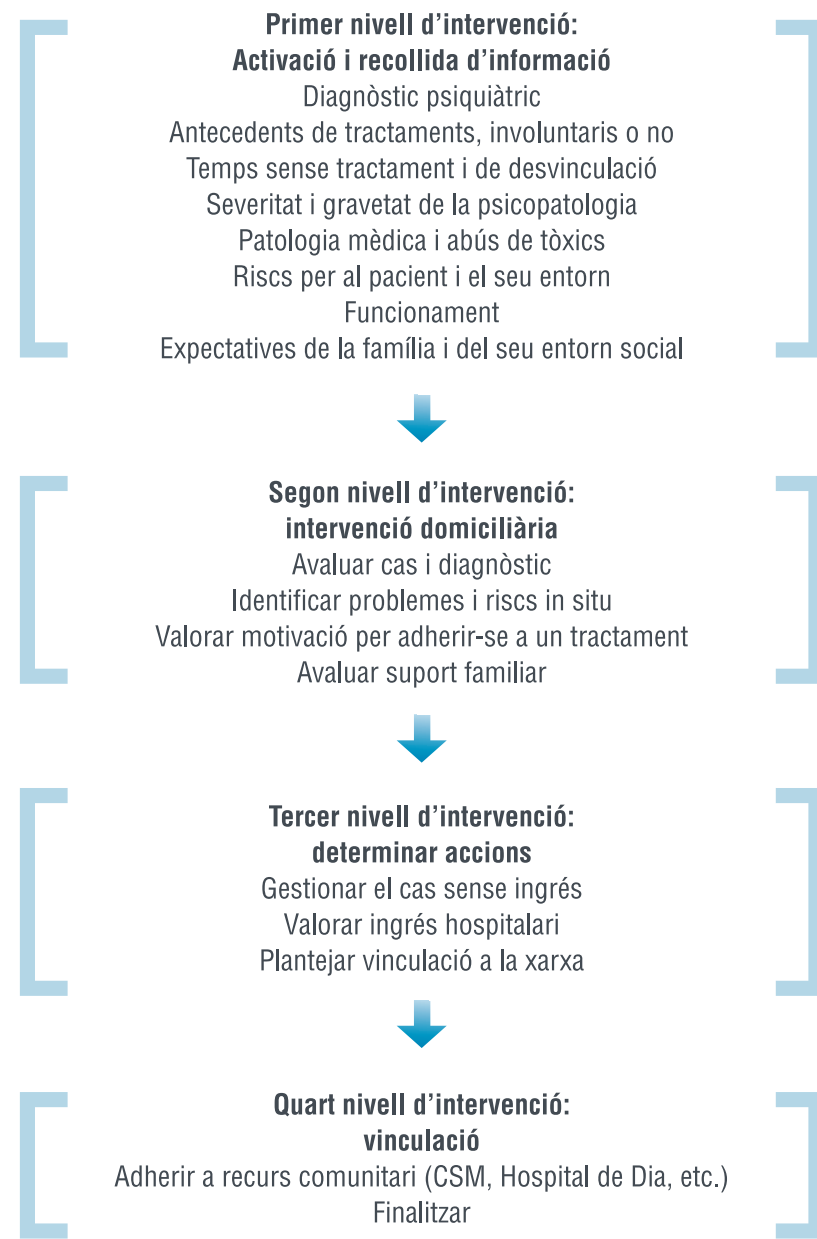 Primer nivell d’intervenció:
Activació i recollida d’informació
Diagnòstic psiquiàtric
Antecedents de tractaments, involuntaris o no
Temps sense tractament i de desvinculació
Severitat i gravetat de la psicopatologia
Patologia mèdica i abús de tòxics
Riscs per al pacient i el seu entorn
Funcionament
Expectatives de la família i del seu entorn social
Segon nivell d’intervenció:
intervenció domiciliària
Avaluar cas i diagnòstic
Identificar problemes i riscs in situ
Valorar motivació per adherir-se a un tractament
Avaluar suport familiar
Tercer nivell d’intervenció:
determinar accions
Gestionar el cas sense ingrés
Valorar ingrés hospitalari
Plantejar vinculació a la xarxa
Quart nivell d’intervenció:
vinculació
Adherir a recurs comunitari (CSM, Hospital de Dia, etc.)
Finalitzar